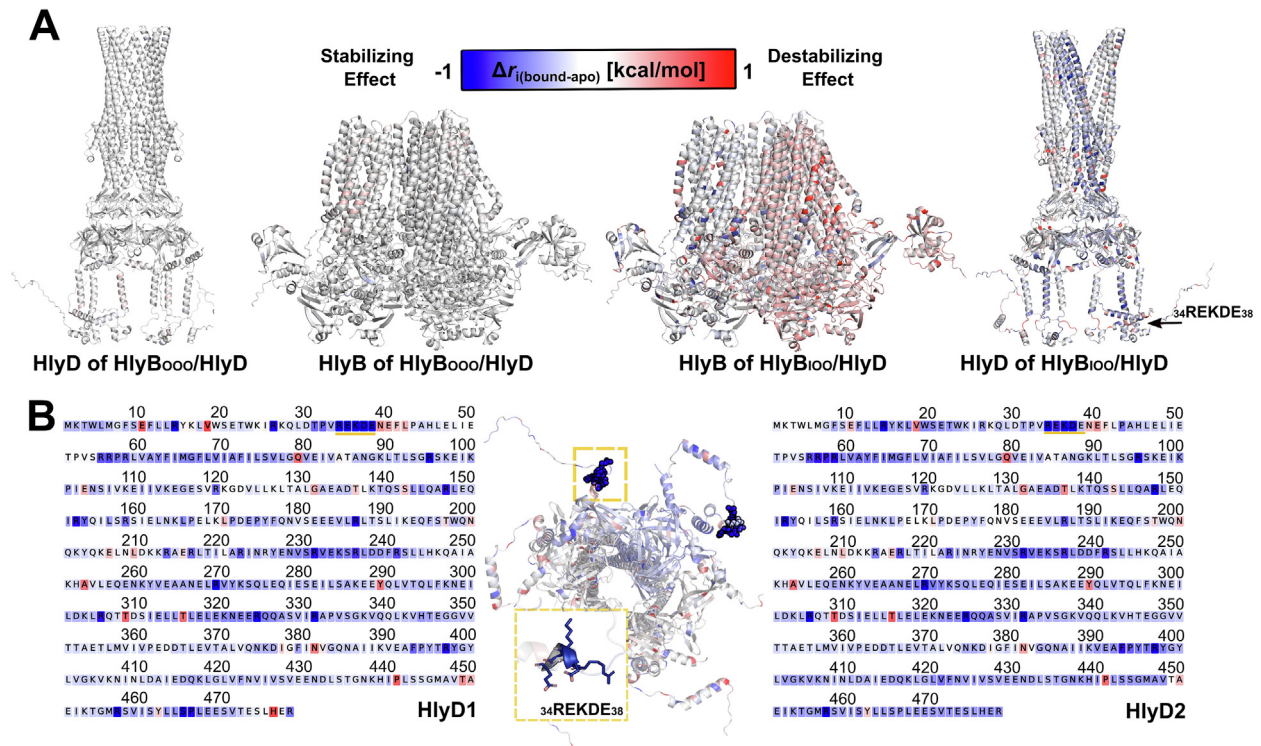 A
Stabilizing Effect
-1
Δr i(bound-apo) [kcal/mol]
1
Destabilizing Effect
34REKDE38
HlyD of HlyBOOO/HlyD
HlyB of HlyBOOO/HlyD
HlyB of HlyBIOO/HlyD
HlyD of HlyBIOO/HlyD
B
10 20 30 40 50
MKTWLMGFSEFLLRYKLVWSETWKIRKQLDTPVREKDENEFLPAHLELIE
60 70 80 90 100
TPVSRRPRLVAYFIMGFLVIAFILSVLGQVEIVATANGKLTLSGRSKEIK
110 120 130 140 150
PIENSIVKEIIVKEGESVRKGDVLLKLTALGAEADTLKTQSSLLQARLEQ
160 170 180 190 200
IRYQILSRSIELNKLPELKLPDEPYFQNVSEEEVLRLTSLIKEQFSTWQN
210 220 230 240 250
QKYQKELNLDKKRAERLTILARINRYENVSRVEKSRLDDFRSLLHKQAIA
260 270 280 290 300
KHAVLEQENKYVEAANELRVYKSQLEQIESEILSAKEEYQLVTQLFKNEI
310 320 330 340 350
LDKLRQTTDSIELLTLELEKNEERQQASVIRAPVSGKVQQLKVHTEGGVV
360 370 380 390 400
TTAETLMVIVPEDDTLEVTALVQNKDIGFINVGQNAIIKVEAFPYTRYGY
410 420 430 440 450
LVGKVKNINLDAIEDQKLGLVFNVIVSVEENDLSTGNKHIPLSSGMAVTA
460 470
EIKTGMRSVISYLLSPLEESVTESLHER
HlyD1
34REKDE38
10 20 30 40 50
MKTWLMGFSEFLLRYKLVWSETWKIRKQLDTPVREKDENEFLPAHLELIE
60 70 80 90 100
TPVSRRPRLVAYFIMGFLVIAFILSVLGQVEIVATANGKLTLSGRSKEIK
110 120 130 140 150
PIENSIVKEIIVKEGESVRKGDVLLKLTALGAEADTLKTQSSLLQARLEQ
160 170 180 190 200
IRYQILSRSIELNKLPELKLPDEPYFQNVSEEEVLRLTSLIKEQFSTWQN
210 220 230 240 250
QKYQKELNLDKKRAERLTILARINRYENVSRVEKSRLDDFRSLLHKQAIA
260 270 280 290 300
KHAVLEQENKYVEAANELRVYKSQLEQIESEILSAKEEYQLVTQLFKNEI
310 320 330 340 350
LDKLRQTTDSIELLTLELEKNEERQQASVIRAPVSGKVQQLKVHTEGGVV
360 370 380 390 400
TTAETLMVIVPEDDTLEVTALVQNKDIGFINVGQNAIIKVEAFPYTRYGY
410 420 430 440 450
LVGKVKNINLDAIEDQKLGLVFNVIVSVEENDLSTGNKHIPLSSGMAVTA
460 470
EIKTGMRSVISYLLSPLEESVTESLHER
HlyD2